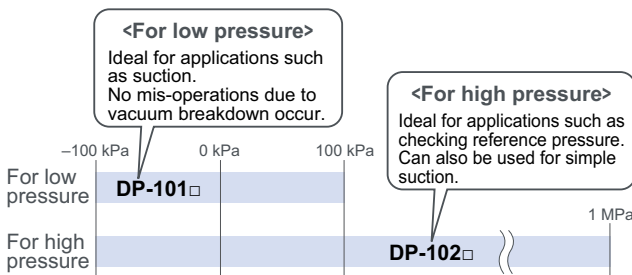 <For low pressure>
Ideal for applications such
as suction.
No mis-operations due to
vacuum breakdown occur.
<For high pressure>
Ideal for applications such as
checking reference pressure.
Can also be used for simple
suction.
–100 kPa 0 kPa 100 kPa
For low
pressure
DP-101□
1 MPa
For high
pressure
DP-102□